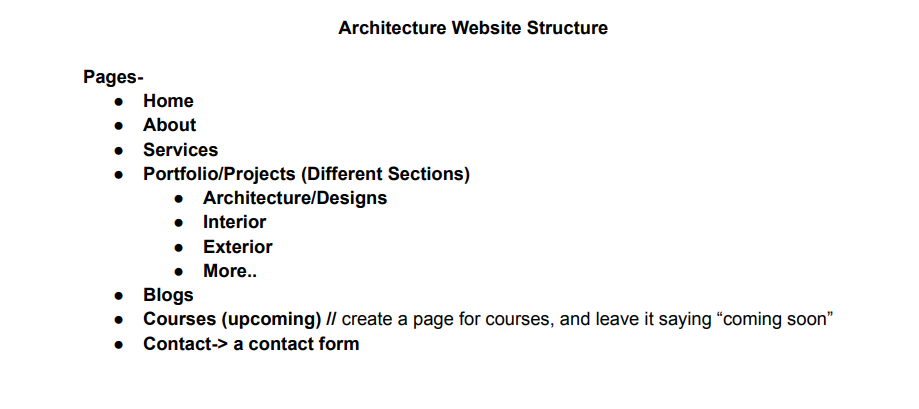 Architecture Website Structure
Pages-
● Home
● About
● Services
● Portfolio/Projects (Different Sections)
● Architecture/Designs
● Interior
● Exterior
● More..
● Blogs
● Courses (upcoming) // create a page for courses, and leave it saying “coming soon”
● Contact-> a contact form